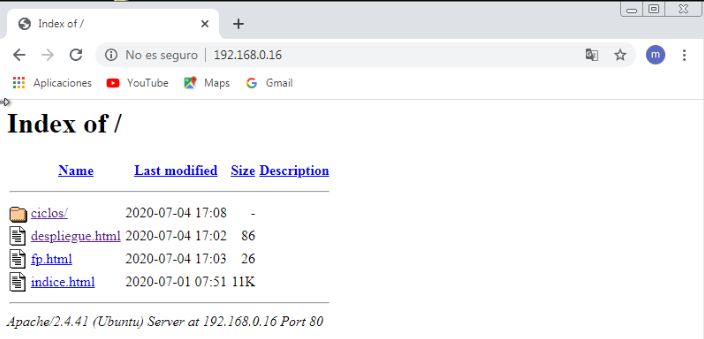 Index of /
No es seguro 192.168.0.16 m
Aplicaciones YouTube Maps Gmail
Index of /
Name Last modified Size Description
ciclos/ 2020-07-04 17:08 -
despliegue.html 2020-07-04 17:02 86
fp.html 2020-07-04 17:03 26
indice.html 2020-07-01 07:51 11K
Apache/2.4.41 (Ubuntu) Server at 192.168.0.16 Port 80